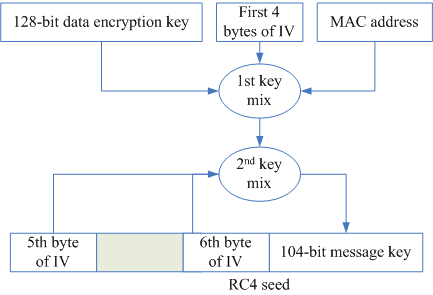 128-bit data encryption key
First 4
bytes of IV
MAC address
1st key
mix
2nd key
mix
5th byte
of IV
6th byte
of IV
104-bit message key
RC4 seed